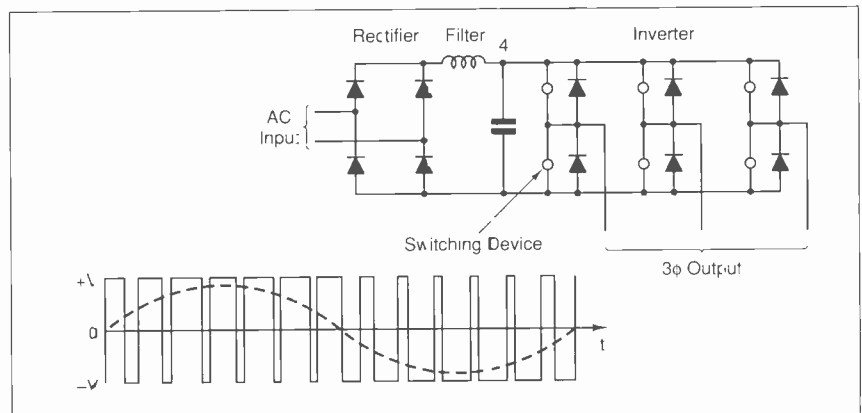 Rectifier Filter 4 Inverter
AC
Input
Switching Device
3φ Output
+V
0
t
–V